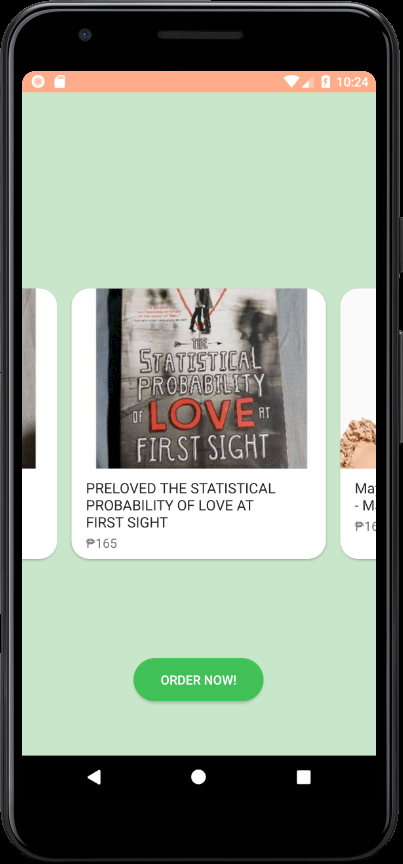 10:24
THE
STATISTICAL
PROBABILITY
OF LOVE AT
FIRST SIGHT
PRELOVED THE STATISTICAL
PROBABILITY OF LOVE AT
FIRST SIGHT
₱165
- M
₱16
ORDER NOW!